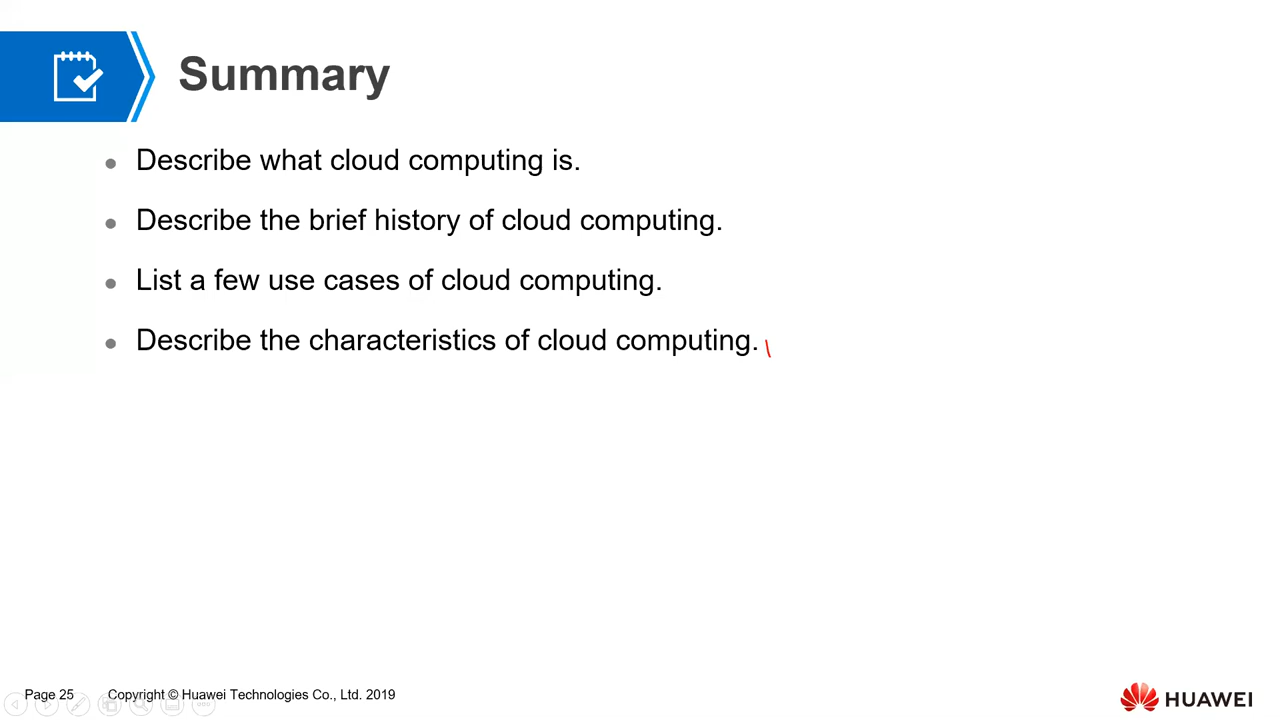 Summary
Describe what cloud computing is.
Describe the brief history of cloud computing.
List a few use cases of cloud computing.
Describe the characteristics of cloud computing.
Page 25 Copyright © Huawei Technologies Co., Ltd. 2019
HUAWEI